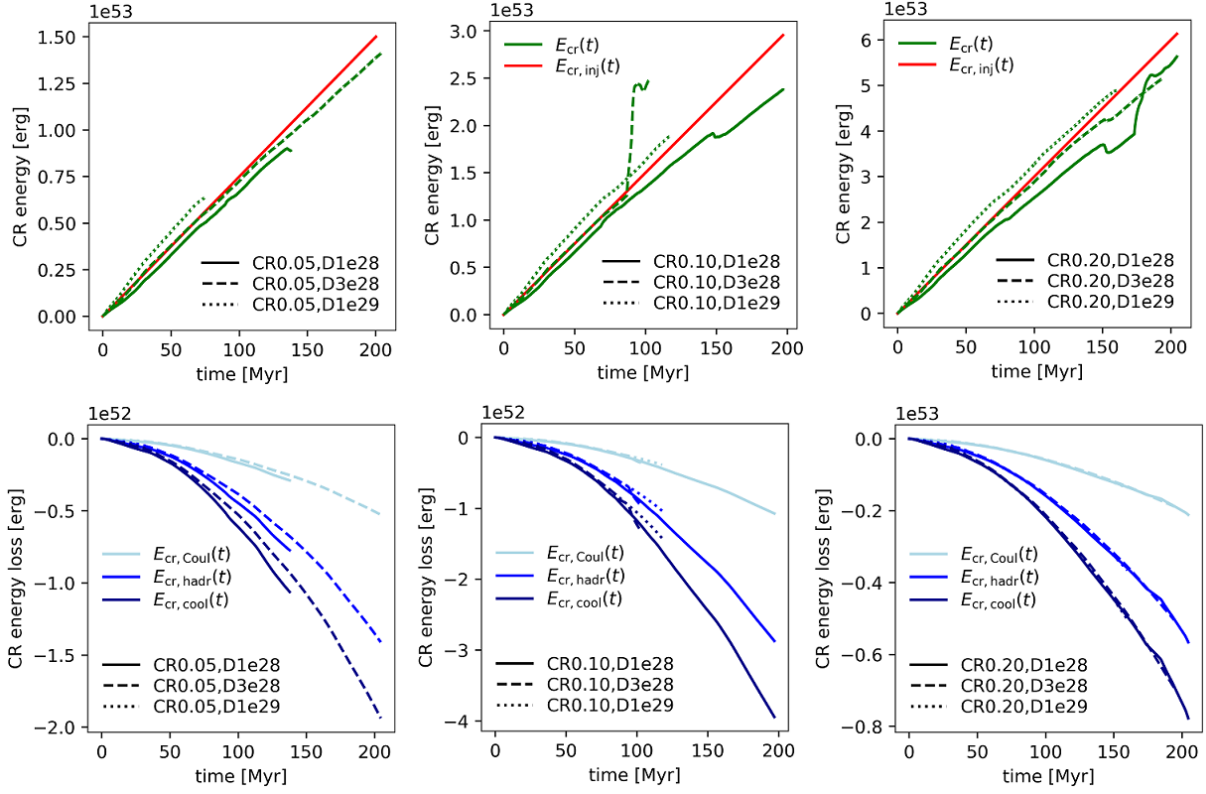 1e53
1.50
1.25
1.00
0.75
0.50
0.25
0.00
CR energy [erg]
CR0.05,D1e28
CR0.05,D3e28
CR0.05,D1e29
0 50 100 150 200
time [Myr]
1e53
3.0
2.5
2.0
1.5
1.0
0.5
0.0
CR energy [erg]
E_cr(t)
E_cr, inj(t)
CR0.10,D1e28
CR0.10,D3e28
CR0.10,D1e29
0 50 100 150 200
time [Myr]
1e53
6
5
4
3
2
1
0
CR energy [erg]
E_cr(t)
E_cr, inj(t)
CR0.20,D1e28
CR0.20,D3e28
CR0.20,D1e29
0 50 100 150 200
time [Myr]
1e52
0.0
−0.5
−1.0
−1.5
−2.0
CR energy loss [erg]
E_cr, Coul(t)
E_cr, hadr(t)
E_cr, cool(t)
CR0.05,D1e28
CR0.05,D3e28
CR0.05,D1e29
0 50 100 150 200
time [Myr]
1e52
0
−1
−2
−3
−4
CR energy loss [erg]
E_cr, Coul(t)
E_cr, hadr(t)
E_cr, cool(t)
CR0.10,D1e28
CR0.10,D3e28
CR0.10,D1e29
0 50 100 150 200
time [Myr]
1e53
−0.0
−0.2
−0.4
−0.6
−0.8
CR energy loss [erg]
E_cr, Coul(t)
E_cr, hadr(t)
E_cr, cool(t)
CR0.20,D1e28
CR0.20,D3e28
CR0.20,D1e29
0 50 100 150 200
time [Myr]